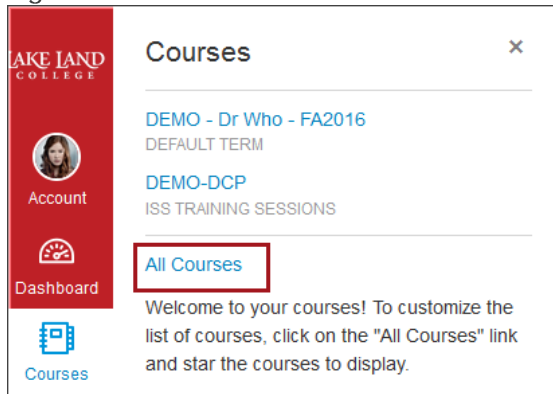 LAKE LAND
COLLEGE
Account
Dashboard
Courses
Courses ×
DEMO - Dr Who - FA2016
DEFAULT TERM
DEMO-DCP
ISS TRAINING SESSIONS
All Courses
Welcome to your courses! To customize the
list of courses, click on the "All Courses" link
and star the courses to display.